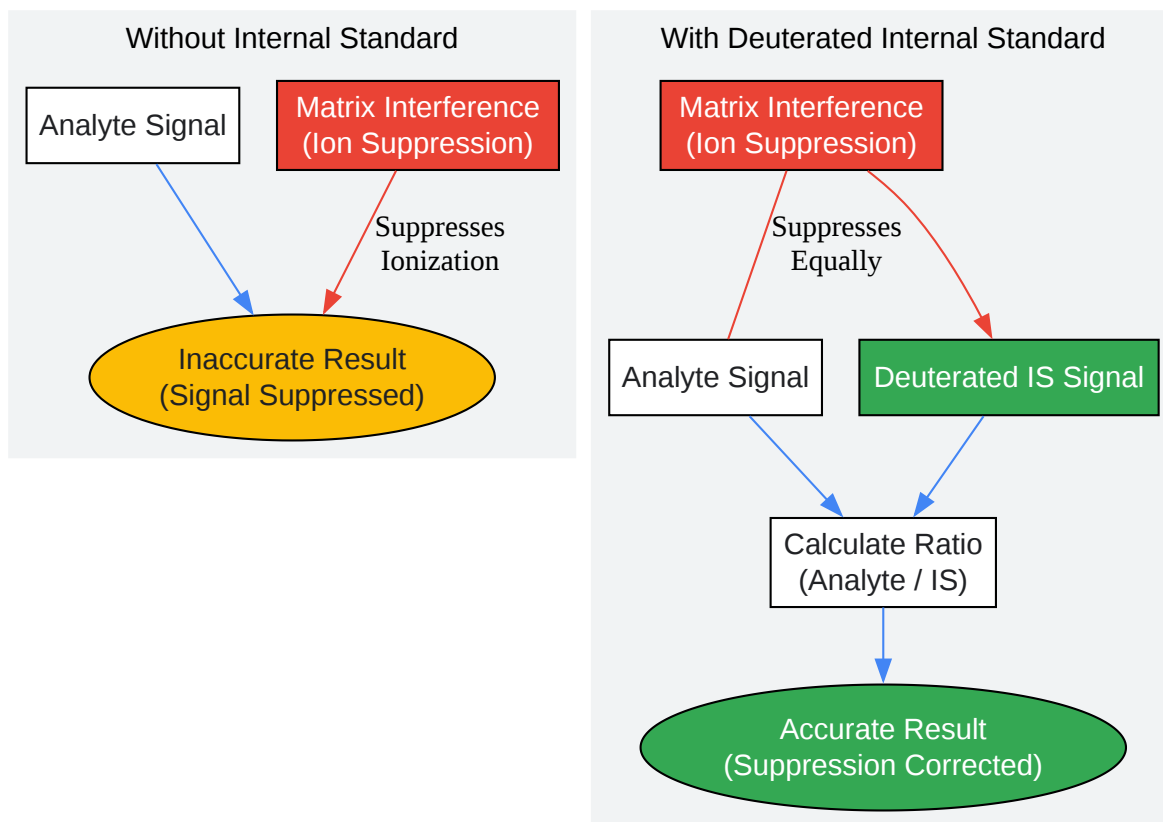 Without Internal Standard
Analyte Signal
Matrix Interference
(Ion Suppression)
Suppresses
Ionization
Inaccurate Result
(Signal Suppressed)
With Deuterated Internal Standard
Matrix Interference
(Ion Suppression)
Suppresses
Equally
Analyte Signal
Deuterated IS Signal
Calculate Ratio
(Analyte / IS)
Accurate Result
(Suppression Corrected)